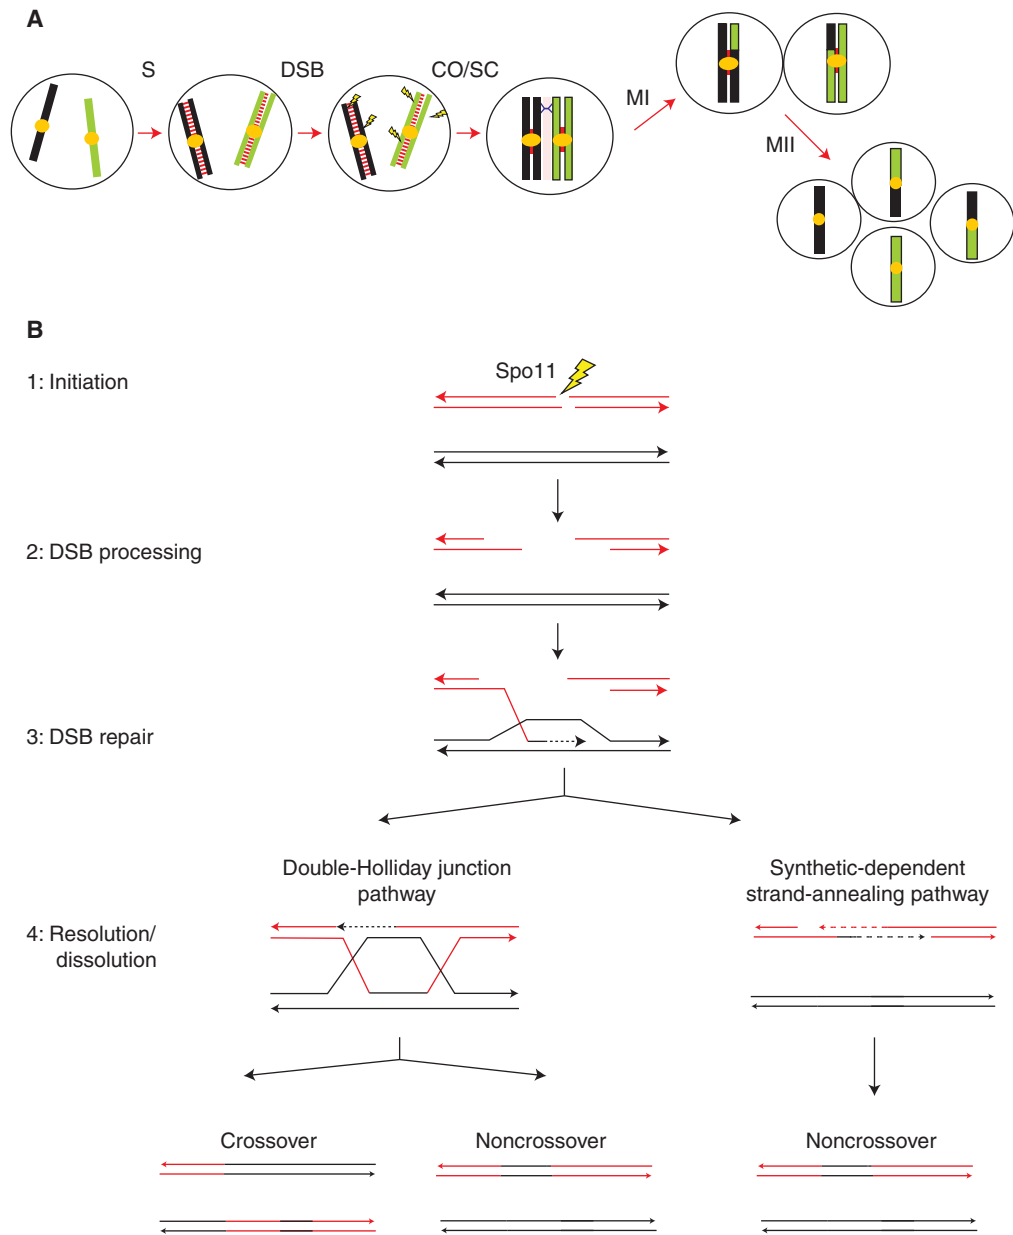 A
S
DSB
CO/SC
MI
MII
B
1: Initiation
Spo11
2: DSB processing
3: DSB repair
Double-Holliday junction
pathway
Synthetic-dependent
strand-annealing pathway
4: Resolution/
dissolution
Crossover
Noncrossover
Noncrossover